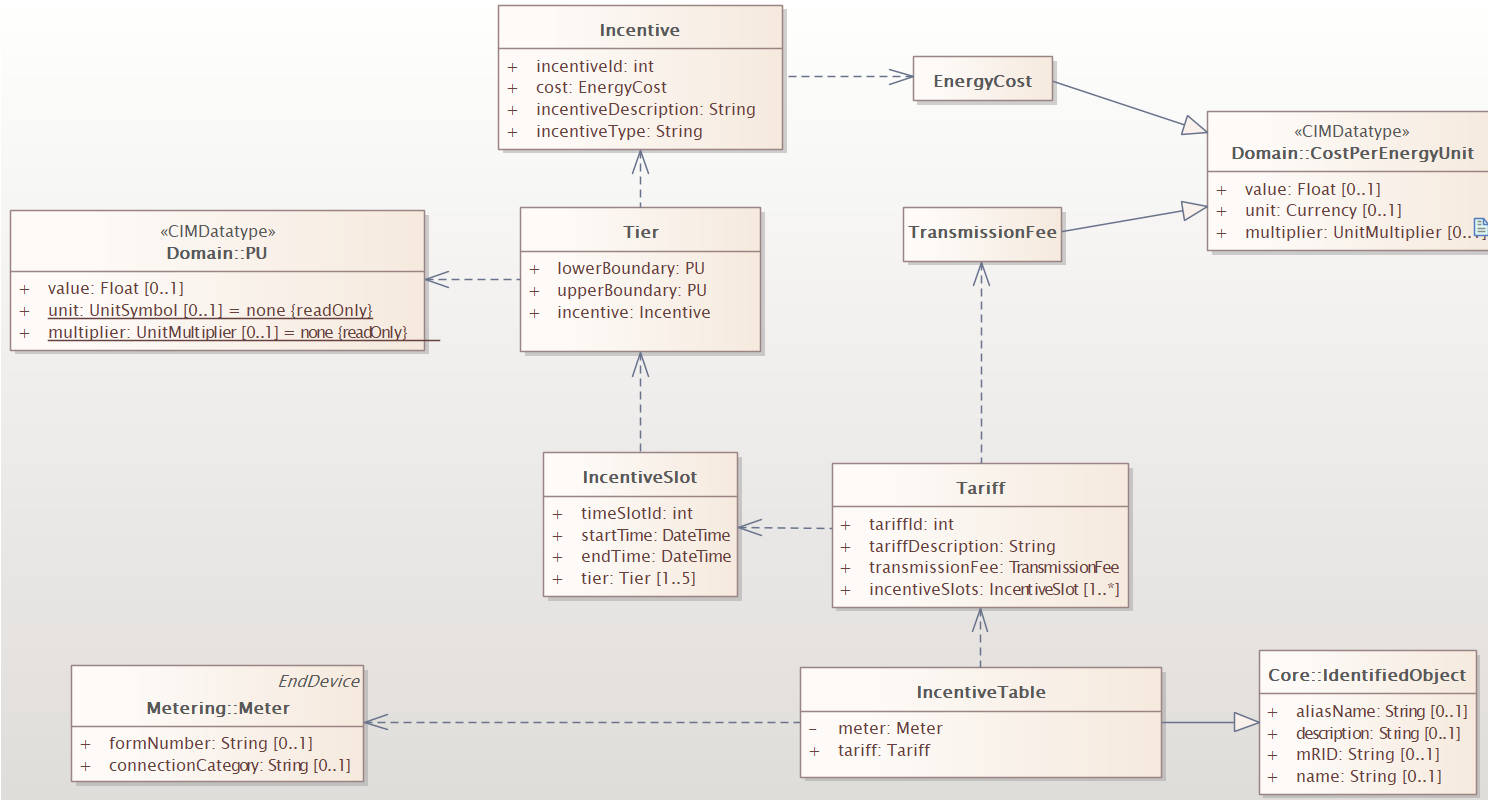 Incentive
+ incentiveId: int
+ cost: EnergyCost
+ incentiveDescription: String
+ incentiveType: String
EnergyCost
«CIMDatatype»
Domain::CostPerEnergyUnit
+ value: Float [0..1]
+ unit: Currency [0..1]
+ multiplier: UnitMultiplier [0..1]
«CIMDatatype»
Domain::PU
+ value: Float [0..1]
+ unit: UnitSymbol [0..1] = none {readOnly}
+ multiplier: UnitMultiplier [0..1] = none {readOnly}
Tier
+ lowerBoundary: PU
+ upperBoundary: PU
+ incentive: Incentive
TransmissionFee
IncentiveSlot
+ timeSlotId: int
+ startTime: DateTime
+ endTime: DateTime
+ tier: Tier [1..5]
Tariff
+ tariffId: int
+ tariffDescription: String
+ transmissionFee: TransmissionFee
+ incentiveSlots: IncentiveSlot [1..*]
EndDevice
Metering::Meter
+ formNumber: String [0..1]
+ connectionCategory: String [0..1]
IncentiveTable
- meter: Meter
+ tariff: Tariff
Core::IdentifiedObject
+ aliasName: String [0..1]
+ description: String [0..1]
+ mRID: String [0..1]
+ name: String [0..1]